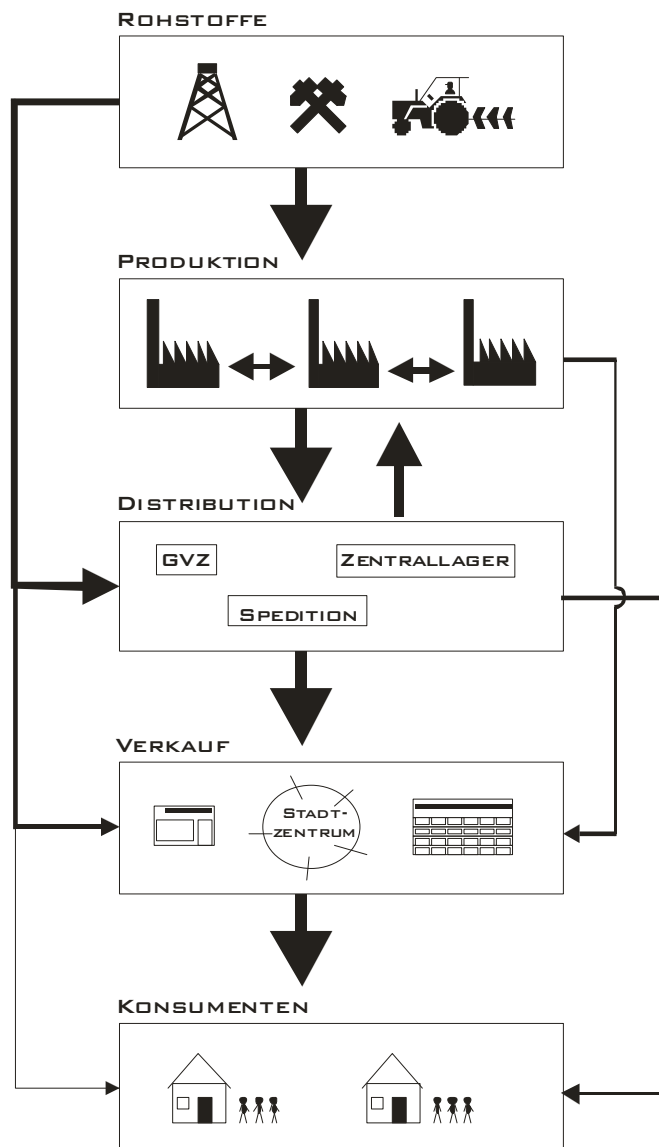 ROHSTOFFE
PRODUKTION
DISTRIBUTION
GVZ
ZENTRALLAGER
SPEDITION
VERKAUF
STADT-
ZENTRUM
KONSUMENTEN